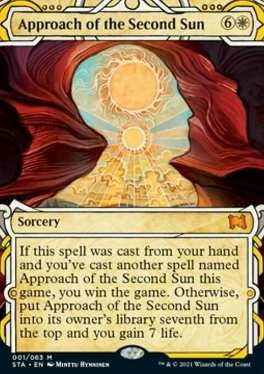 Approach of the Second Sun 6
Sorcery
If this spell was cast from your hand
and you've cast another spell named
Approach of the Second Sun this
game, you win the game. Otherwise,
put Approach of the Second Sun
into its owner's library seventh from
the top and you gain 7 life.
001/063 M
STA • EN MINTTU HYNNINEN
™ & © 2021 Wizards of the Coast